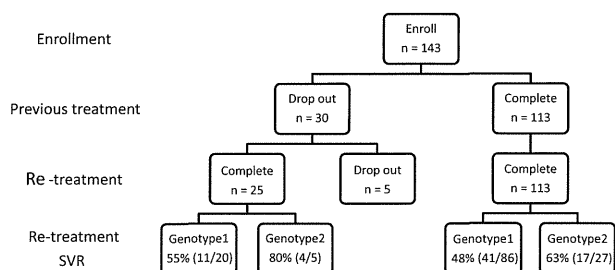 Enrollment
Enroll
n = 143
Previous treatment
Drop out
n = 30
Complete
n = 113
Re -treatment
Complete
n = 25
Drop out
n = 5
Complete
n = 113
Re-treatment
SVR
Genotype1
55% (11/20)
Genotype2
80% (4/5)
Genotype1
48% (41/86)
Genotype2
63% (17/27)